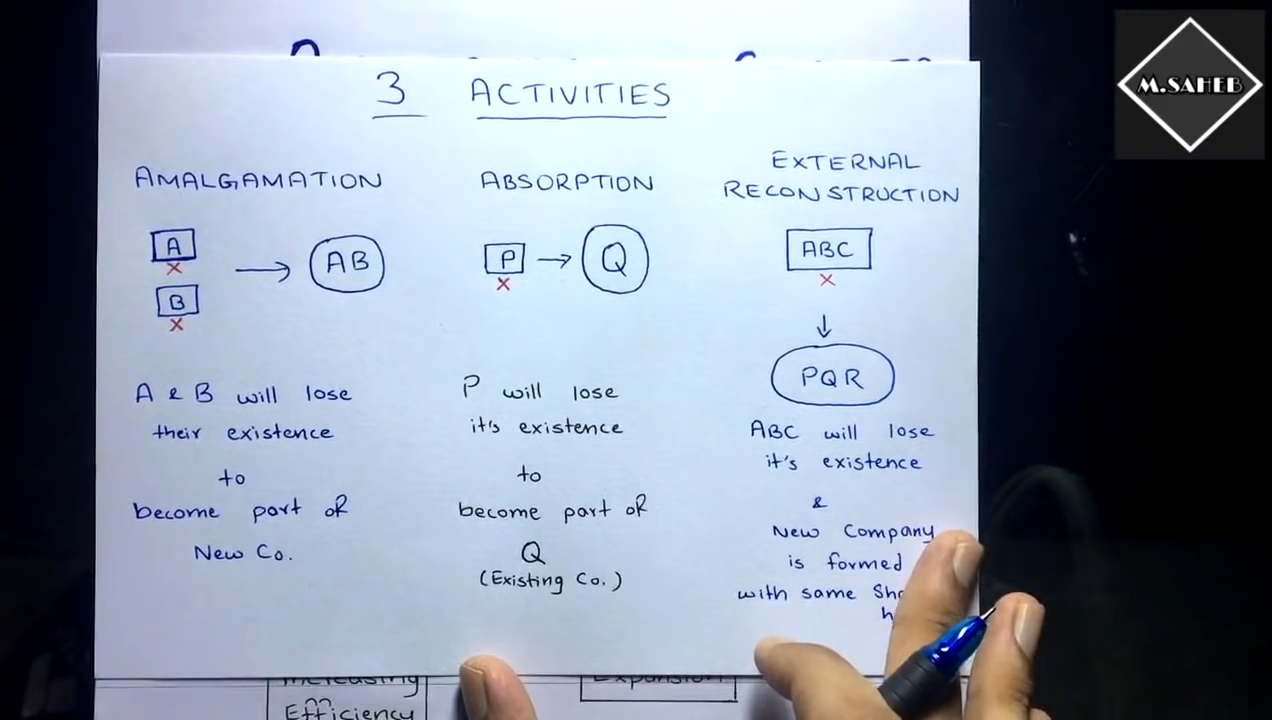 3 ACTIVITIES
AMALGAMATION
A
×
B
×
AB
A & B will lose
their existence
to
become part of
New Co.
ABSORPTION
P
×
Q
P will lose
it's existence
to
become part of
Q
(Existing Co.)
EXTERNAL
RECONSTRUCTION
ABC
×
PQR
ABC will lose
it's existence
&
New Company
is formed
with same
Increasing
Efficiency
Expansion
M.SAHEB